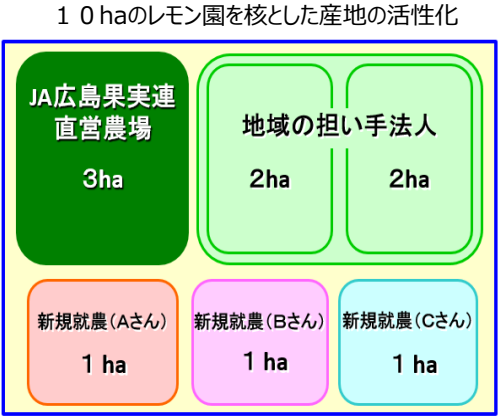 １０haのレモン園を核とした産地の活性化
JA広島果実連
直営農場
3ha
地域の担い手法人
2ha
2ha
新規就農(Aさん)
1 ha
新規就農(Bさん)
1 ha
新規就農(Cさん)
1 ha